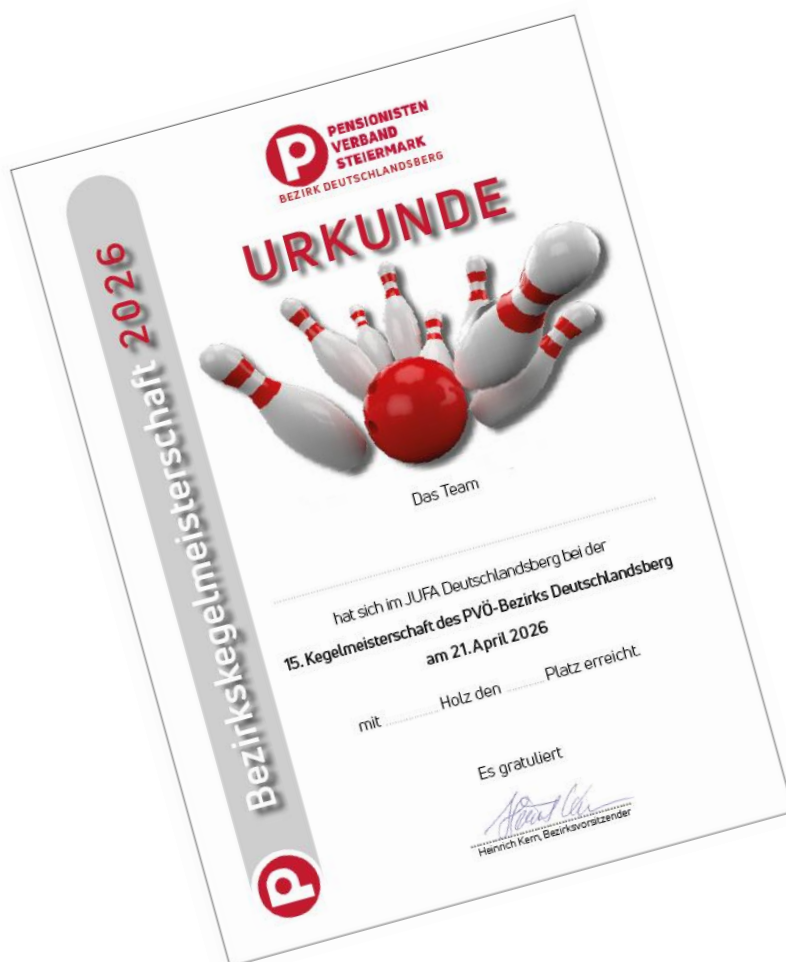 PENSIONISTEN
VERBAND
STEIERMARK
BEZIRK DEUTSCHLANDSBERG
URKUNDE
Bezirkskegelmeisterschaft 2026
Das Team
hat sich im JUFA Deutschlandsberg bei der
15. Kegelmeisterschaft des PVÖ-Bezirks Deutschlandsberg
am 21. April 2026
mit ............ Holz den ......... Platz erreicht.
Es gratuliert
Heinrich Kern, Bezirksvorsitzender